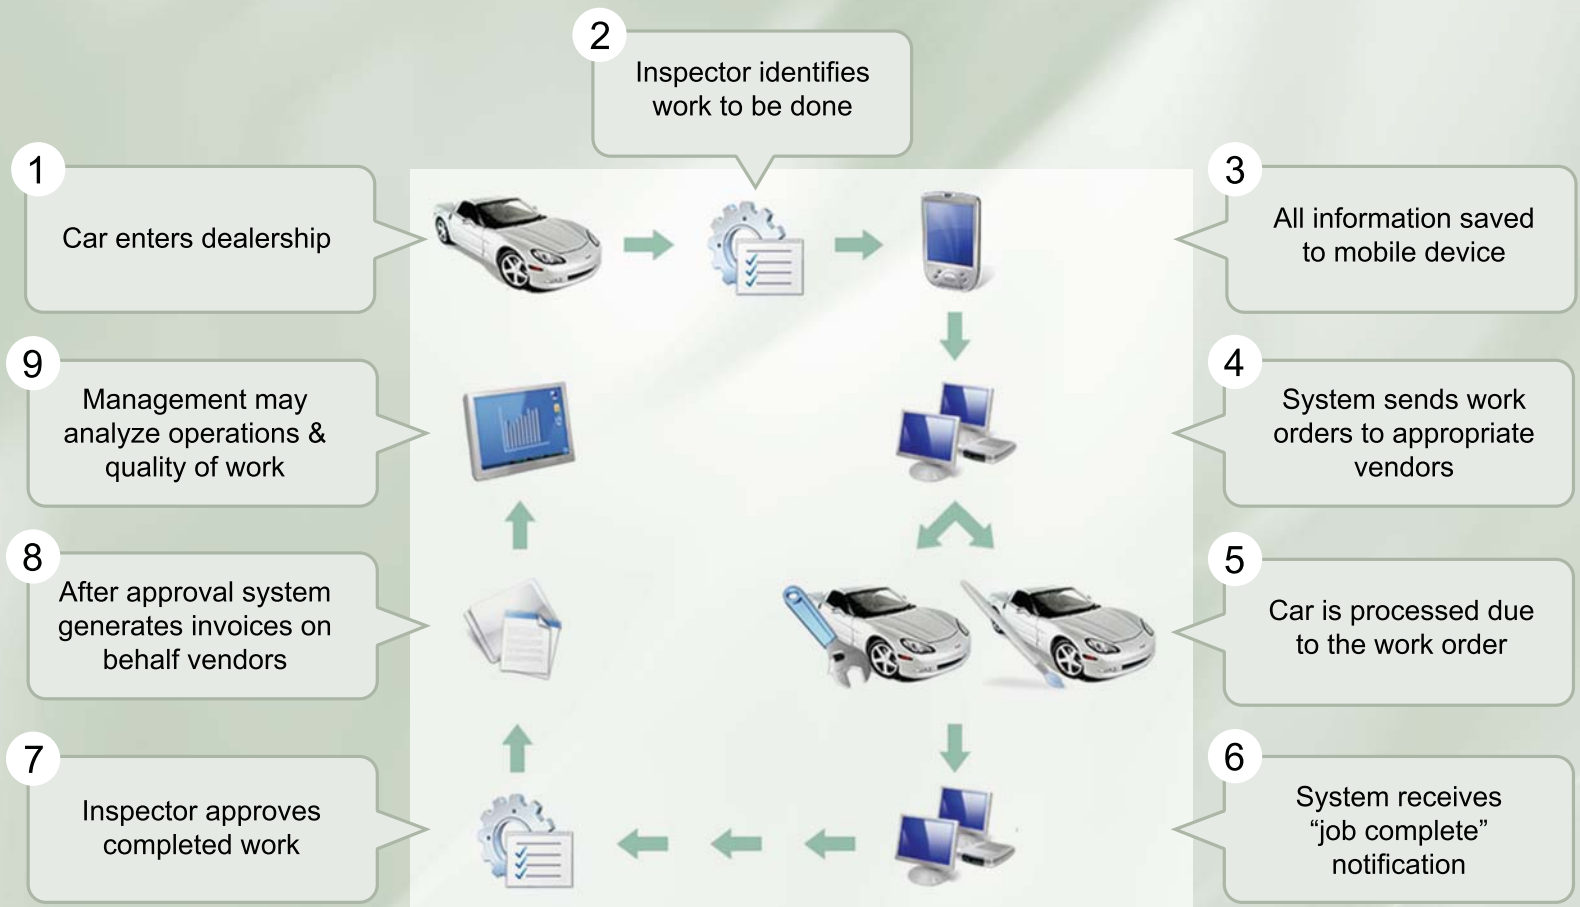 1
Car enters dealership
2
Inspector identifies
work to be done
3
All information saved
to mobile device
4
System sends work
orders to appropriate
vendors
5
Car is processed due
to the work order
6
System receives
“job complete”
notification
7
Inspector approves
completed work
8
After approval system
generates invoices on
behalf vendors
9
Management may
analyze operations &
quality of work